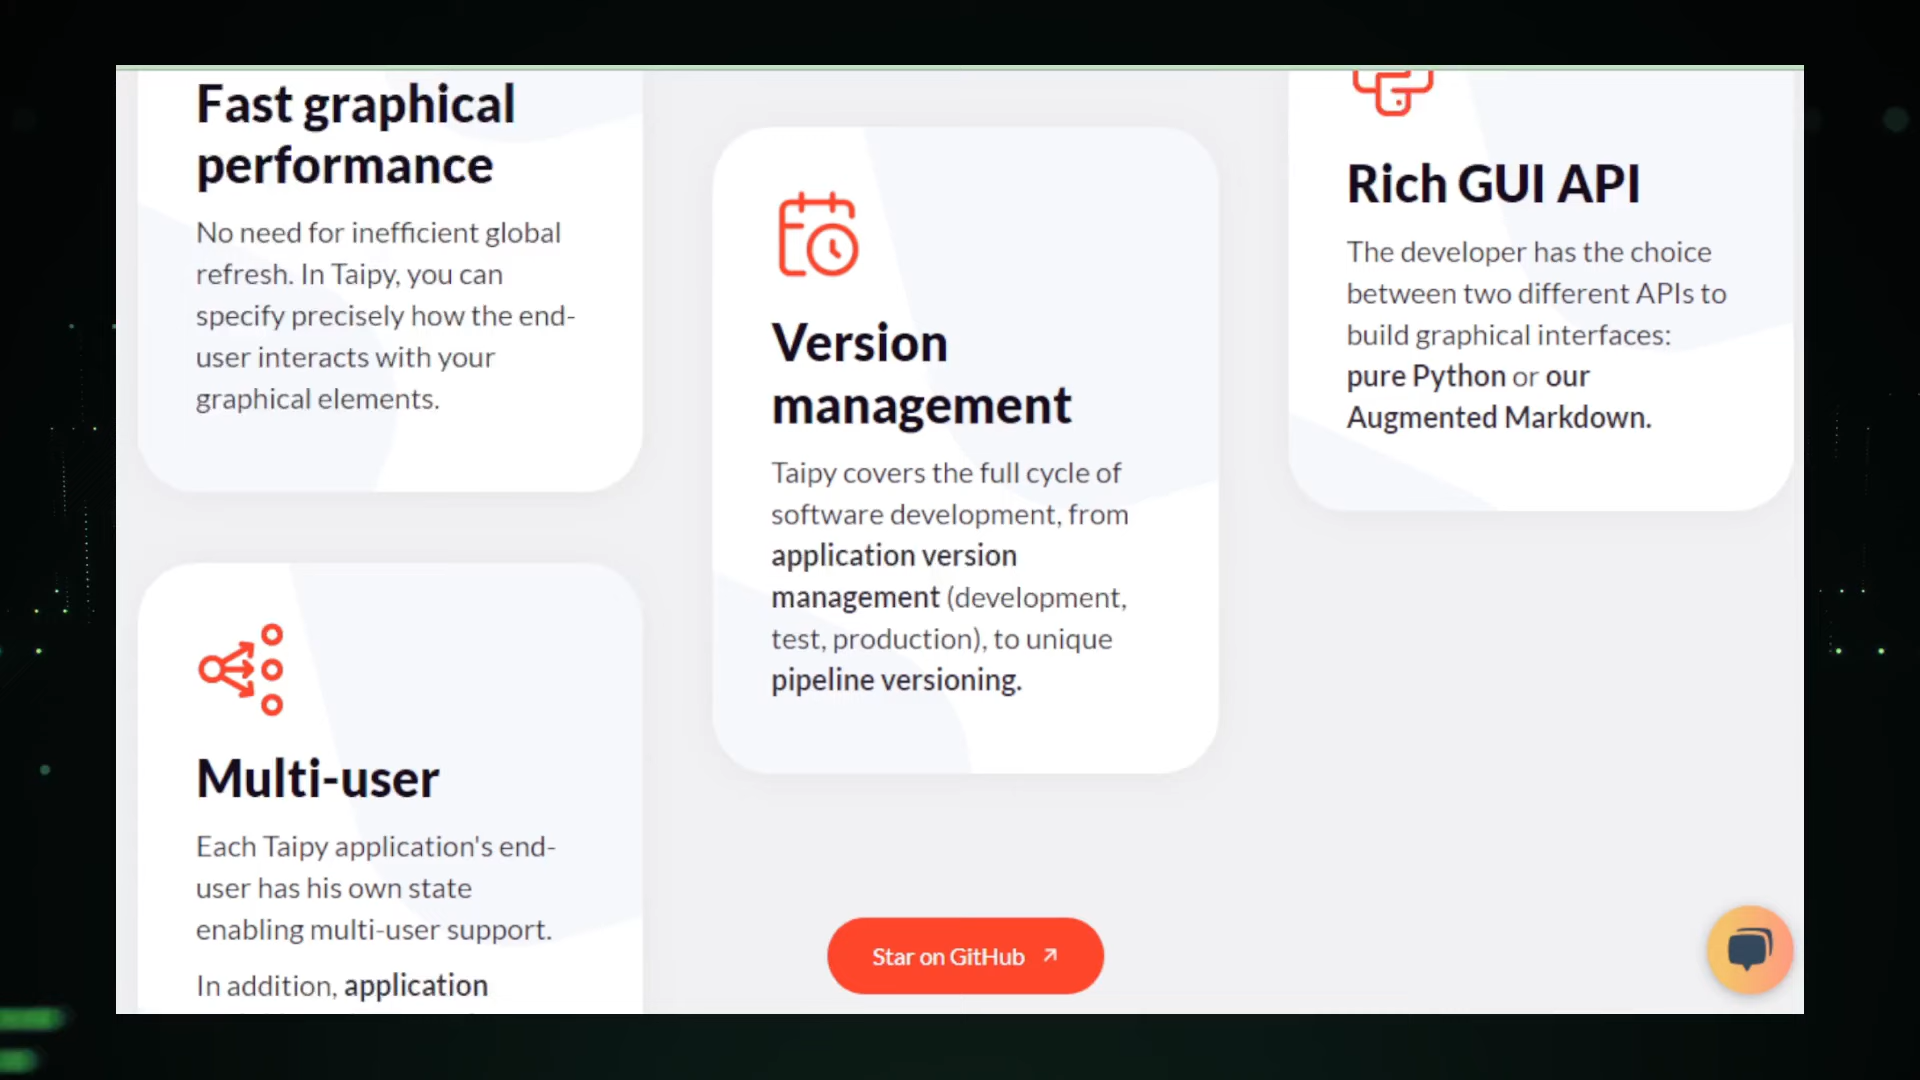 Fast graphical
performance
No need for inefficient global
refresh. In Taipy, you can
specify precisely how the end-
user interacts with your
graphical elements.
Multi-user
Each Taipy application's end-
user has his own state
enabling multi-user support.
In addition, application
Version
management
Taipy covers the full cycle of
software development, from
application version
management (development,
test, production), to unique
pipeline versioning.
Star on GitHub
Rich GUI API
The developer has the choice
between two different APIs to
build graphical interfaces:
pure Python or our
Augmented Markdown.